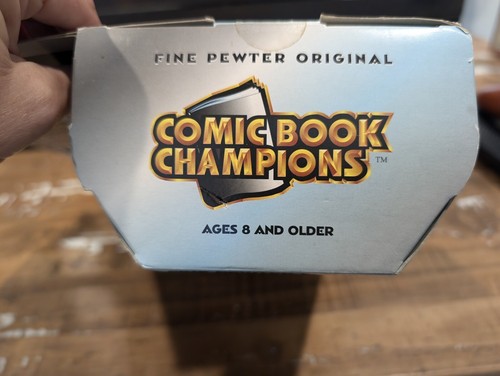 FINE PEWTER ORIGINAL
COMIC BOOK
CHAMPIONS™
AGES 8 AND OLDER